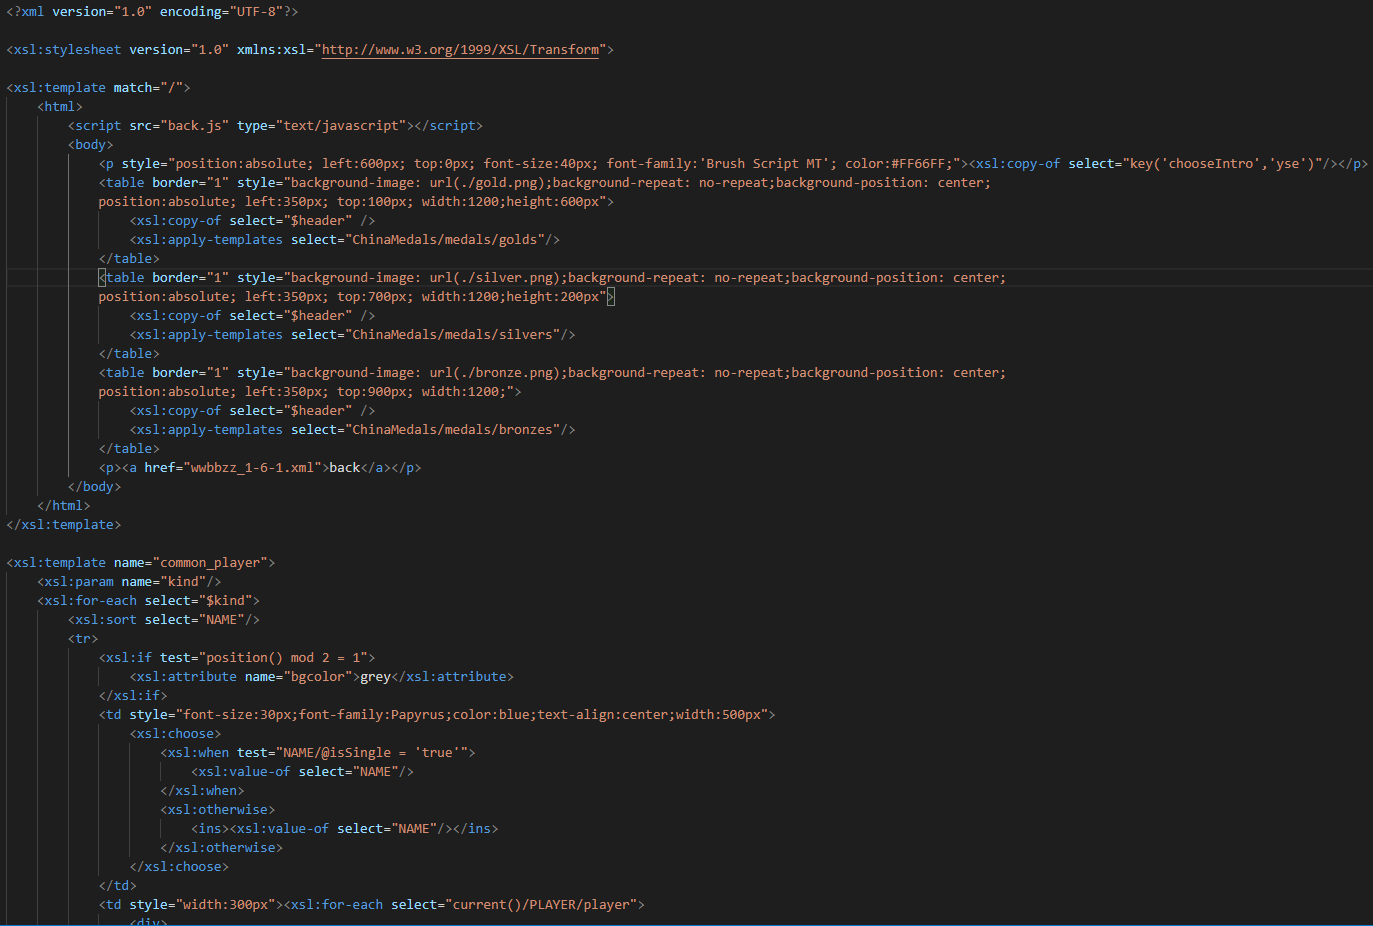 <?xml version="1.0" encoding="UTF-8"?>
<xsl:stylesheet version="1.0" xmlns:xsl="http://www.w3.org/1999/XSL/Transform">
<xsl:template match="/">
<html>
<script src="back.js" type="text/javascript"></script>
<body>
<p style="position:absolute; left:600px; top:0px; font-size:40px; font-family:'Brush Script MT'; color:#FF66FF;"><xsl:copy-of select="key('chooseIntro','yse')"/></p>
<table border="1" style="background-image: url(./gold.png);background-repeat: no-repeat;background-position: center;
position:absolute; left:350px; top:100px; width:1200;height:600px">
<xsl:copy-of select="$header" />
<xsl:apply-templates select="ChinaMedals/medals/golds"/>
</table>
<table border="1" style="background-image: url(./silver.png);background-repeat: no-repeat;background-position: center;
position:absolute; left:350px; top:700px; width:1200;height:200px">
<xsl:copy-of select="$header" />
<xsl:apply-templates select="ChinaMedals/medals/silvers"/>
</table>
<table border="1" style="background-image: url(./bronze.png);background-repeat: no-repeat;background-position: center;
position:absolute; left:350px; top:900px; width:1200;">
<xsl:copy-of select="$header" />
<xsl:apply-templates select="ChinaMedals/medals/bronzes"/>
</table>
<p><a href="wwbbzz_1-6-1.xml">back</a></p>
</body>
</html>
</xsl:template>
<xsl:template name="common_player">
<xsl:param name="kind"/>
<xsl:for-each select="$kind">
<xsl:sort select="NAME"/>
<tr>
<xsl:if test="position() mod 2 = 1">
<xsl:attribute name="bgcolor">grey</xsl:attribute>
</xsl:if>
<td style="font-size:30px;font-family:Papyrus;color:blue;text-align:center;width:500px">
<xsl:choose>
<xsl:when test="NAME/@isSingle = 'true'">
<xsl:value-of select="NAME"/>
</xsl:when>
<xsl:otherwise>
<ins><xsl:value-of select="NAME"/></ins>
</xsl:otherwise>
</xsl:choose>
</td>
<td style="width:300px"><xsl:for-each select="current()/PLAYER/player">
<div>